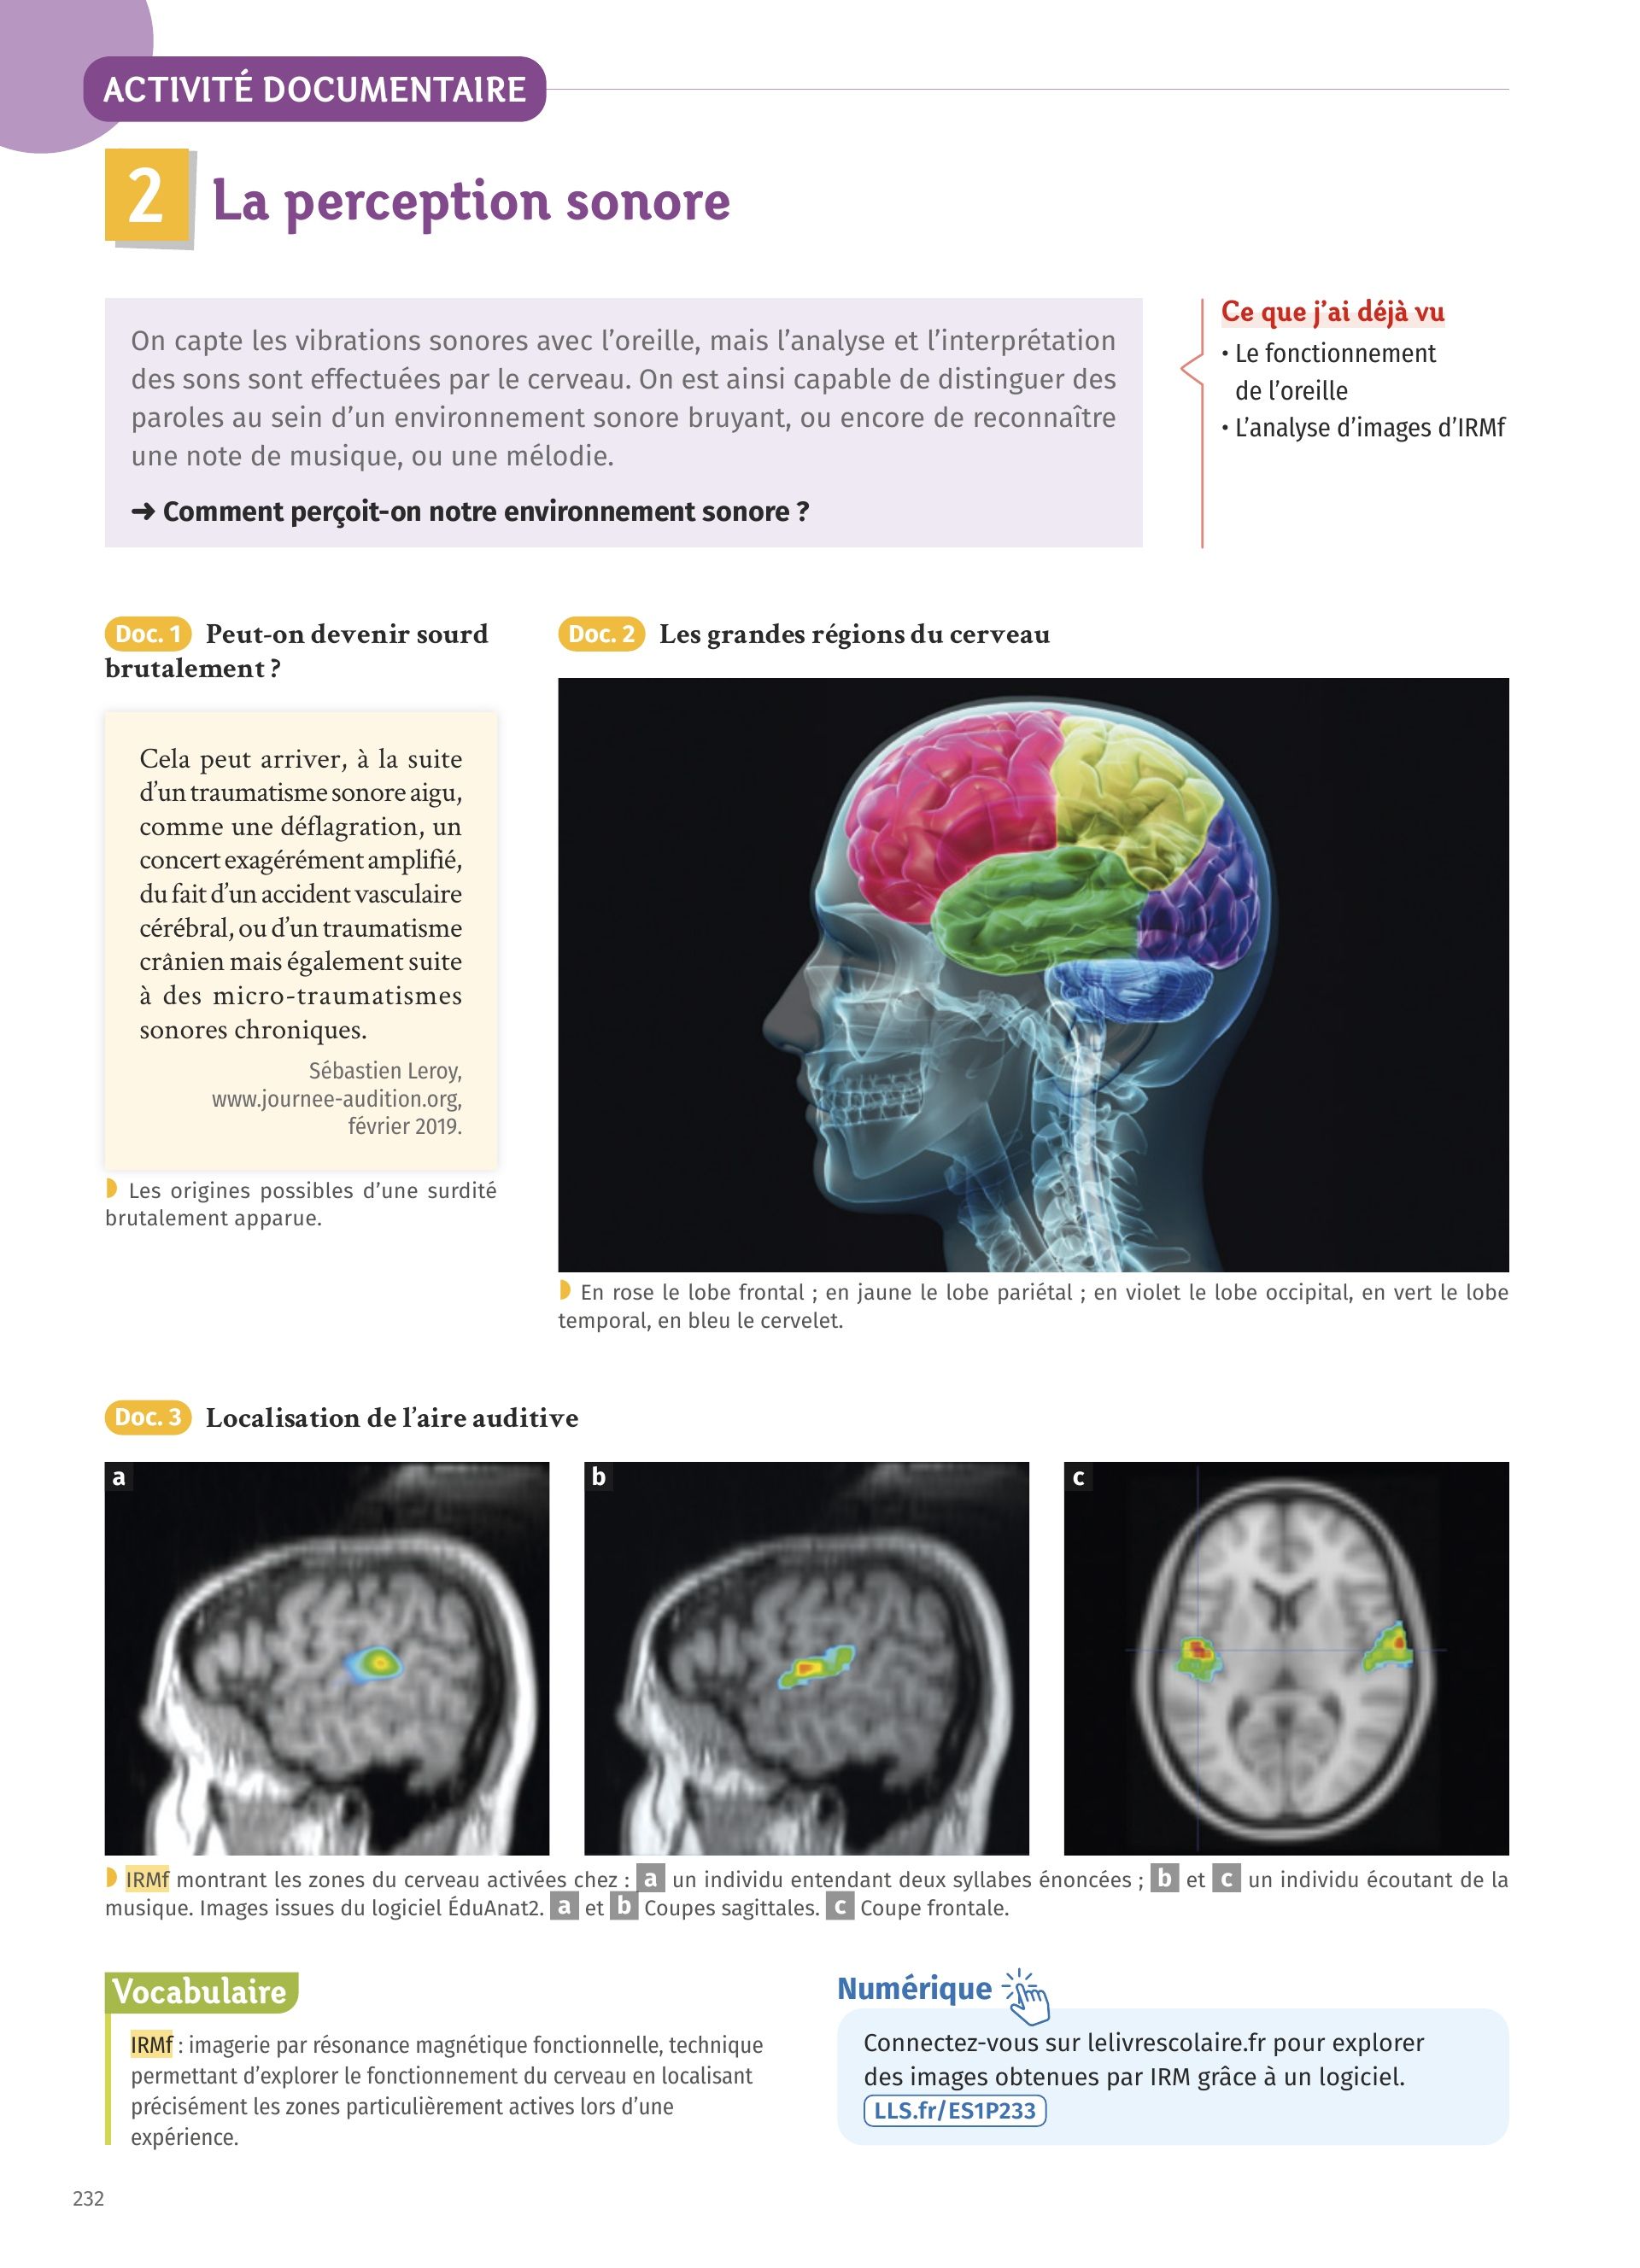 ACTIVITÉ DOCUMENTAIRE
2 La perception sonore
On capte les vibrations sonores avec l'oreille, mais l'analyse et l'interprétation
des sons sont effectuées par le cerveau. On est ainsi capable de distinguer des
paroles au sein d'un environnement sonore bruyant, ou encore de reconnaître
une note de musique, ou une mélodie.
➜ Comment perçoit-on notre environnement sonore ?
Ce que j'ai déjà vu
• Le fonctionnement
de l'oreille
• L'analyse d'images d'IRMf
Doc. 1 Peut-on devenir sourd
brutalement ?
Cela peut arriver, à la suite
d'un traumatisme sonore aigu,
comme une déflagration, un
concert exagérément amplifié,
du fait d'un accident vasculaire
cérébral, ou d'un traumatisme
crânien mais également suite
à des micro-traumatismes
sonores chroniques.
Sébastien Leroy,
www.journee-audition.org,
février 2019.
Les origines possibles d'une surdité
brutalement apparue.
Doc. 2 Les grandes régions du cerveau
En rose le lobe frontal ; en jaune le lobe pariétal ; en violet le lobe occipital, en vert le lobe
temporal, en bleu le cervelet.
Doc. 3 Localisation de l'aire auditive
a
b
c
IRMf montrant les zones du cerveau activées chez : a un individu entendant deux syllabes énoncées ; b et c un individu écoutant de la
musique. Images issues du logiciel ÉduAnat2. a et b Coupes sagittales. c Coupe frontale.
Vocabulaire
IRMf : imagerie par résonance magnétique fonctionnelle, technique
permettant d'explorer le fonctionnement du cerveau en localisant
précisément les zones particulièrement actives lors d'une
expérience.
Numérique
Connectez-vous sur lelivrescolaire.fr pour explorer
des images obtenues par IRM grâce à un logiciel.
LLS.fr/ES1P233
232